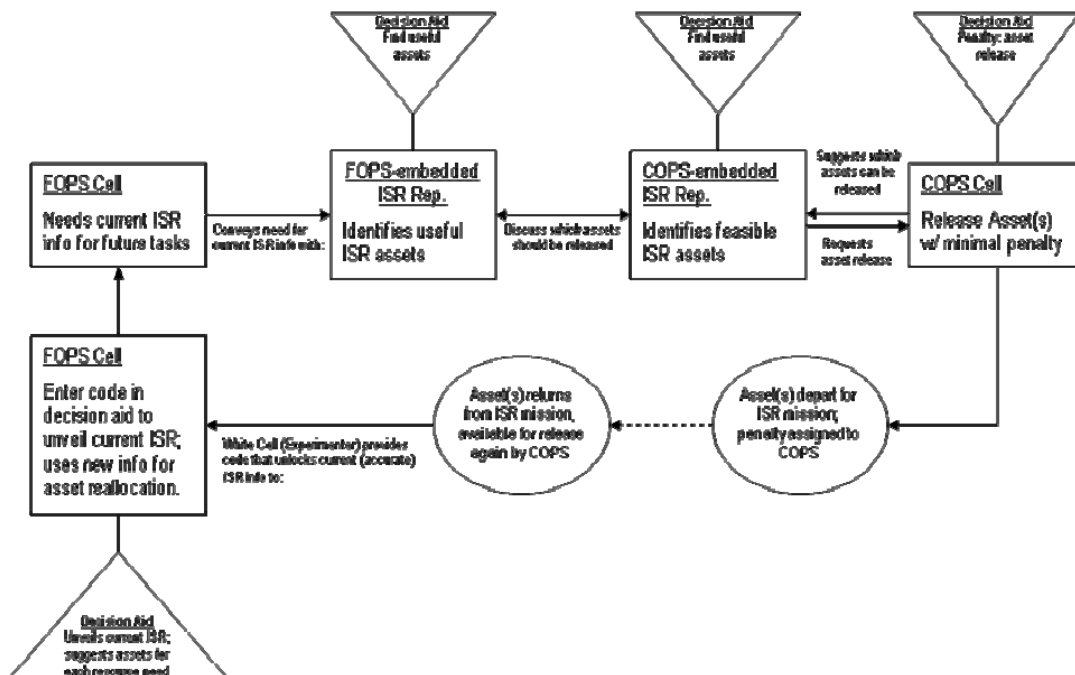 Decision Aid
Find useful
assets
Decision Aid
Find useful
assets
Decision Aid
Penalty: asset
release
FOPS Cell
Needs current ISR
info for future tasks
Conveys need for
current ISR info with:
FOPS-embedded
ISR Rep.
Identifies useful
ISR assets
Discuss which assets
should be released
COPS-embedded
ISR Rep.
Identifies feasible
ISR assets
Suggests which
assets can be
released
Requests
asset release
COPS Cell
Release Asset(s)
w/ minimal penalty
FOPS Cell
Enter code in
decision aid to
unveil current ISR;
uses new info for
asset reallocation.
White Cell (Experimenter) provides
code that unlocks current (accurate)
ISR info to:
Asset(s) returns
from ISR mission,
available for release
again by COPS
Asset(s) depart for
ISR mission;
penalty assigned to
COPS
Decision Aid
Unveils current ISR;
suggests assets for
each resource need